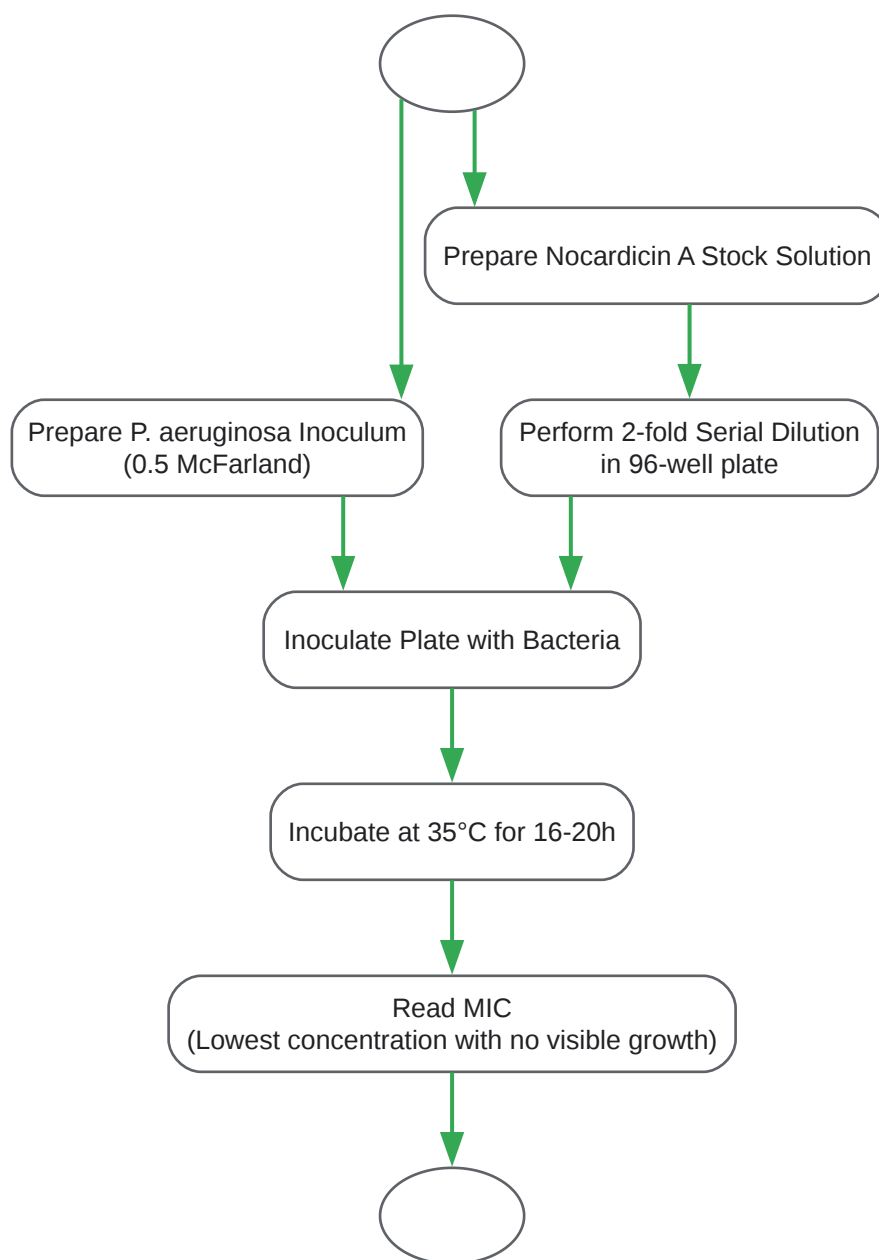 Prepare Nocardicin A Stock Solution
Prepare P. aeruginosa Inoculum
(0.5 McFarland)
Perform 2-fold Serial Dilution
in 96-well plate
Inoculate Plate with Bacteria
Incubate at 35°C for 16-20h
Read MIC
(Lowest concentration with no visible growth)